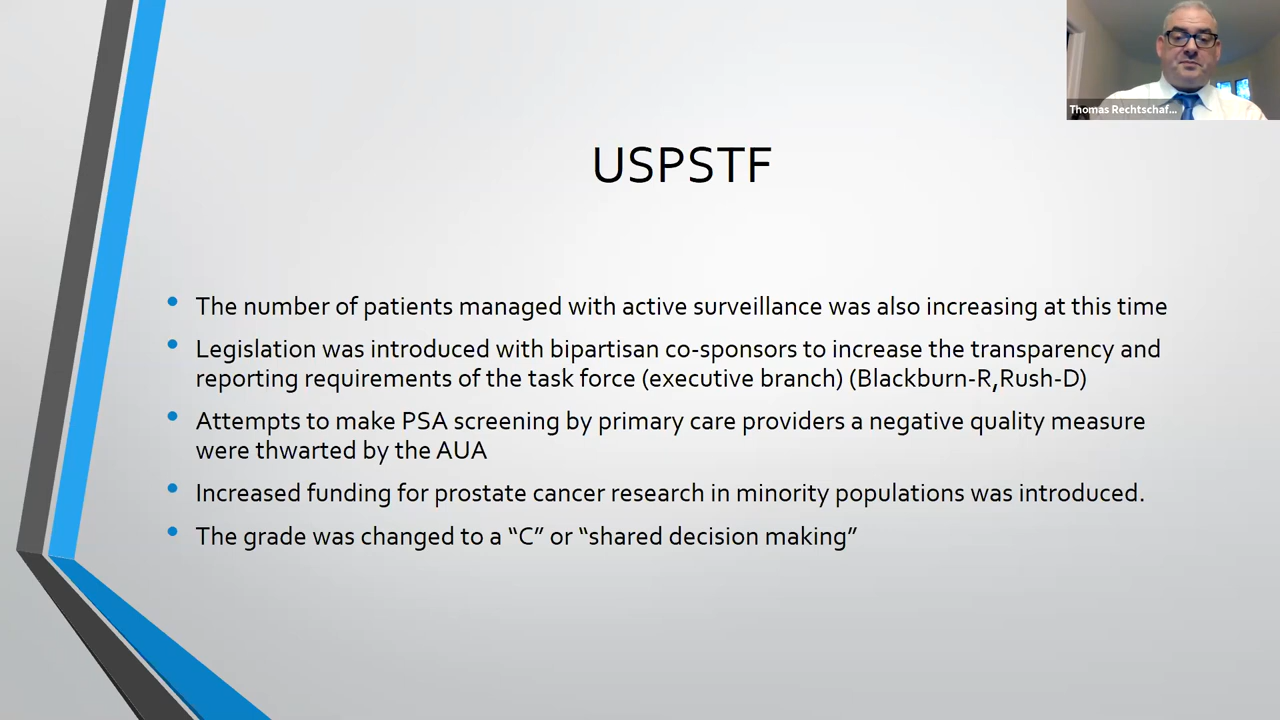 Thomas Rechtschaf...
USPSTF
• The number of patients managed with active surveillance was also increasing at this time
• Legislation was introduced with bipartisan co-sponsors to increase the transparency and
reporting requirements of the task force (executive branch) (Blackburn-R,Rush-D)
• Attempts to make PSA screening by primary care providers a negative quality measure
were thwarted by the AUA
• Increased funding for prostate cancer research in minority populations was introduced.
• The grade was changed to a “C” or “shared decision making”